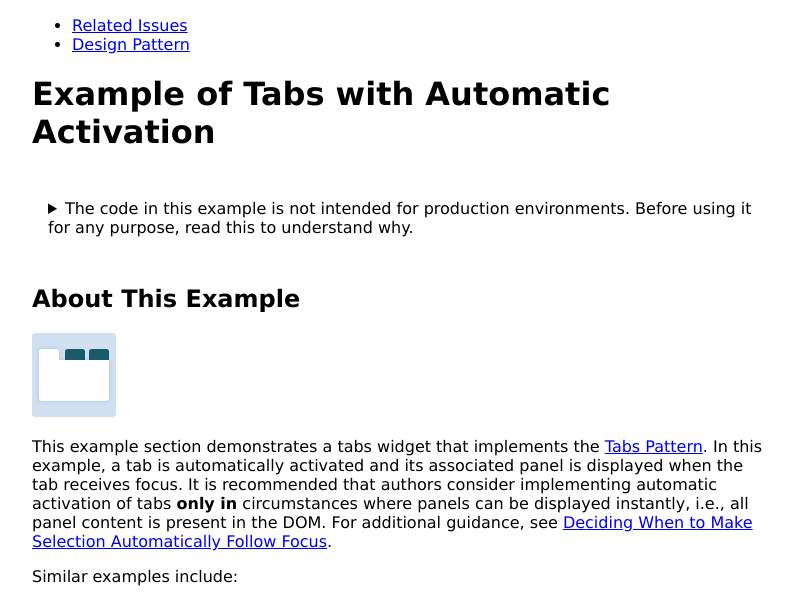 Related Issues
Design Pattern
Example of Tabs with Automatic
Activation
The code in this example is not intended for production environments. Before using it
for any purpose, read this to understand why.
About This Example
This example section demonstrates a tabs widget that implements the Tabs Pattern. In this
example, a tab is automatically activated and its associated panel is displayed when the
tab receives focus. It is recommended that authors consider implementing automatic
activation of tabs only in circumstances where panels can be displayed instantly, i.e., all
panel content is present in the DOM. For additional guidance, see Deciding When to Make
Selection Automatically Follow Focus.
Similar examples include: